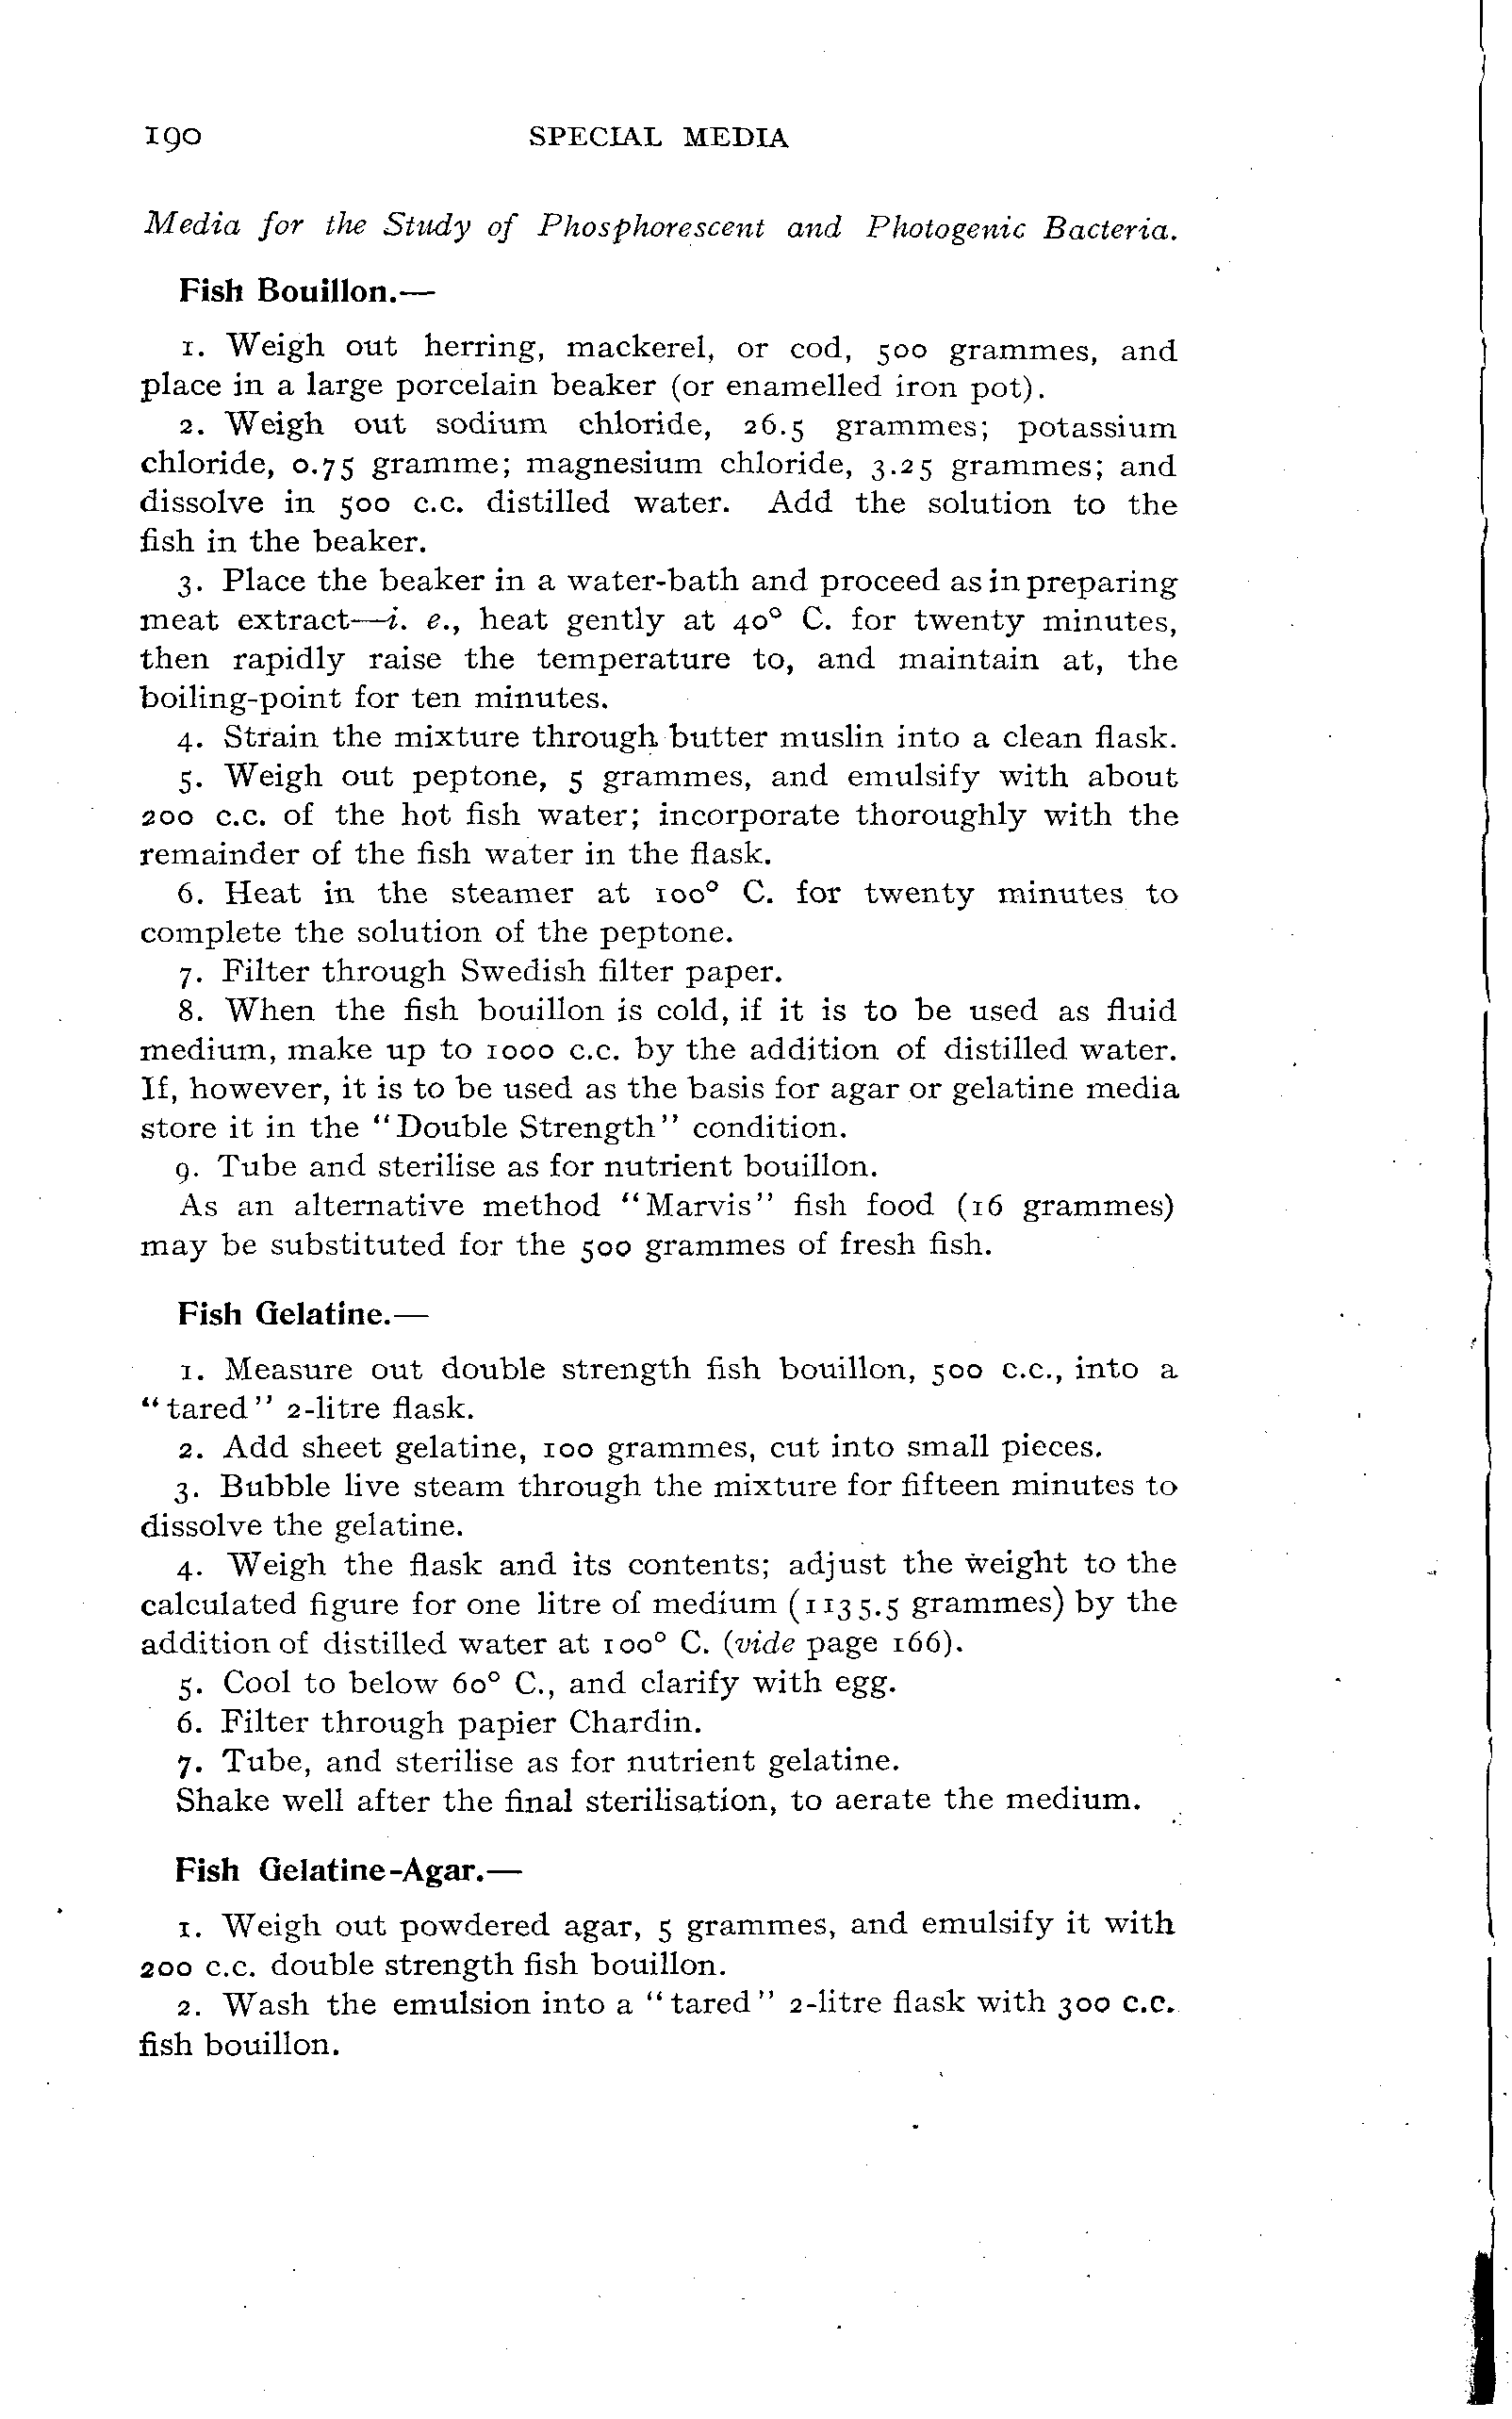 190 SPECIAL MEDIA
Media for the Study of Phosphorescent and Photogenic Bacteria.
Fish Bouillon.—
1. Weigh out herring, mackerel, or cod, 500 grammes, and
place in a large porcelain beaker (or enamelled iron pot).
2. Weigh out sodium chloride, 26.5 grammes; potassium
chloride, 0.75 gramme; magnesium chloride, 3.25 grammes; and
dissolve in 500 c.c. distilled water. Add the solution to the
fish in the beaker.
3. Place the beaker in a water-bath and proceed as in preparing
meat extract—i. e., heat gently at 40° C. for twenty minutes,
then rapidly raise the temperature to, and maintain at, the
boiling-point for ten minutes.
4. Strain the mixture through butter muslin into a clean flask.
5. Weigh out peptone, 5 grammes, and emulsify with about
200 c.c. of the hot fish water; incorporate thoroughly with the
remainder of the fish water in the flask.
6. Heat in the steamer at 100° C. for twenty minutes to
complete the solution of the peptone.
7. Filter through Swedish filter paper.
8. When the fish bouillon is cold, if it is to be used as fluid
medium, make up to 1000 c.c. by the addition of distilled water.
If, however, it is to be used as the basis for agar or gelatine media
store it in the "Double Strength" condition.
9. Tube and sterilise as for nutrient bouillon.
As an alternative method "Marvis" fish food (16 grammes)
may be substituted for the 500 grammes of fresh fish.
Fish Gelatine.—
1. Measure out double strength fish bouillon, 500 c.c., into a
"tared" 2-litre flask.
2. Add sheet gelatine, 100 grammes, cut into small pieces.
3. Bubble live steam through the mixture for fifteen minutes to
dissolve the gelatine.
4. Weigh the flask and its contents; adjust the weight to the
calculated figure for one litre of medium (1135.5 grammes) by the
addition of distilled water at 100° C. (vide page 166).
5. Cool to below 60° C., and clarify with egg.
6. Filter through papier Chardin.
7. Tube, and sterilise as for nutrient gelatine.
Shake well after the final sterilisation, to aerate the medium.
Fish Gelatine-Agar.—
1. Weigh out powdered agar, 5 grammes, and emulsify it with
200 c.c. double strength fish bouillon.
2. Wash the emulsion into a "tared" 2-litre flask with 300 c.c.
fish bouillon.